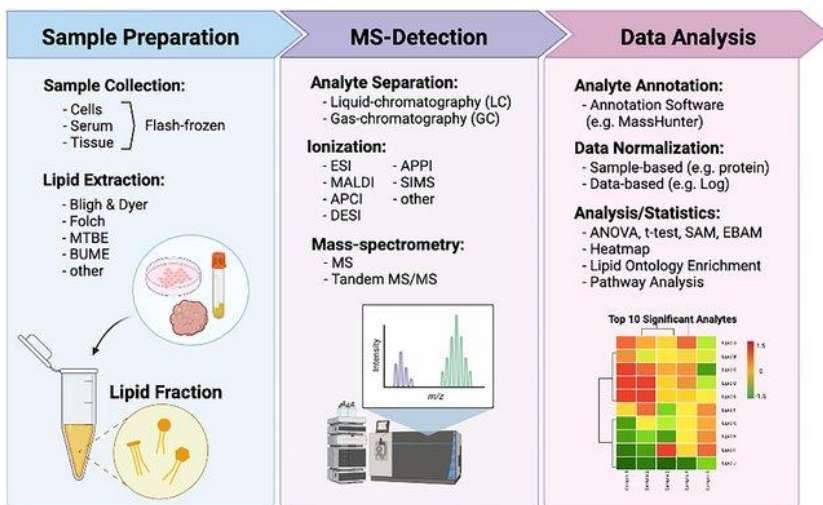 Sample Preparation
Sample Collection:
- Cells
- Serum
- Tissue
Flash-frozen
Lipid Extraction:
- Bligh & Dyer
- Folch
- MTBE
- BUME
- other
Lipid Fraction
MS-Detection
Analyte Separation:
- Liquid-chromatography (LC)
- Gas-chromatography (GC)
Ionization:
- ESI
- MALDI
- APCI
- DESI
- APPI
- SIMS
- other
Mass-spectrometry:
- MS
- Tandem MS/MS
Intensity
m/z
Data Analysis
Analyte Annotation:
- Annotation Software
(e.g. MassHunter)
Data Normalization:
- Sample-based (e.g. protein)
- Data-based (e.g. Log)
Analysis/Statistics:
- ANOVA, t-test, SAM, EBAM
- Heatmap
- Lipid Ontology Enrichment
- Pathway Analysis
Top 10 Significant Analytes
1.5
0
-1.5